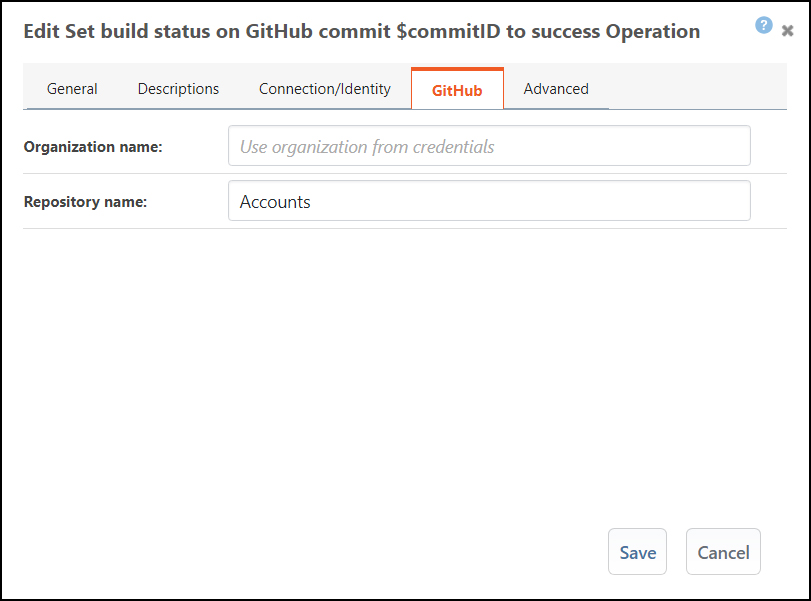 Edit Set build status on GitHub commit $commitID to success Operation
?
General Descriptions Connection/Identity GitHub Advanced
Organization name: Use organization from credentials
Repository name: Accounts
Save Cancel